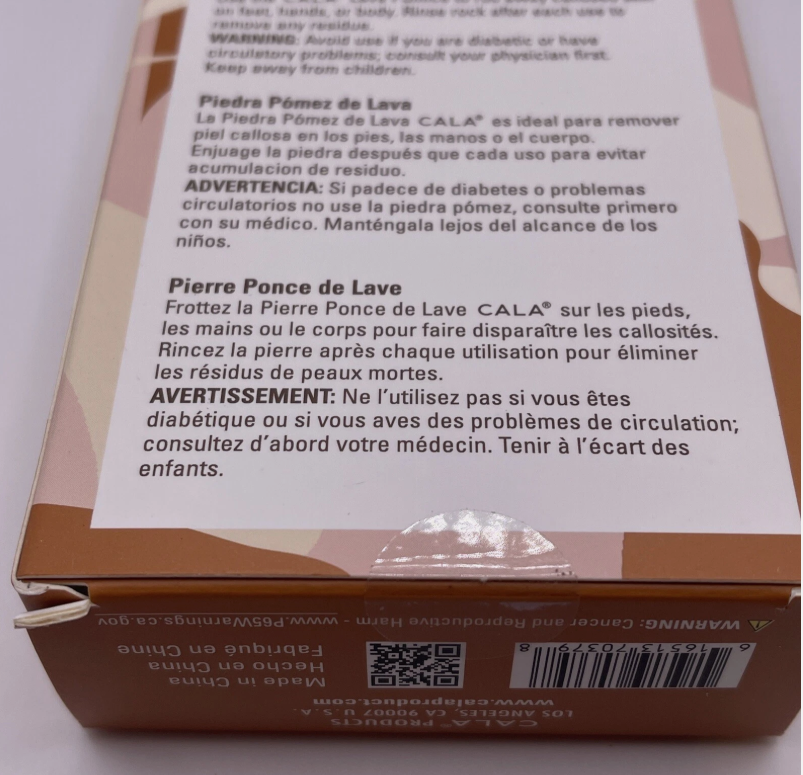 on feet, hands, or body. Rinse rock after each use to
remove any residue.
WARNING: Avoid use if you are diabetic or have
circulatory problems; consult your physician first.
Keep away from children.
Piedra Pómez de Lava
La Piedra Pómez de Lava CALA® es ideal para remover
piel callosa en los pies, las manos o el cuerpo.
Enjuage la piedra después que cada uso para evitar
acumulacion de residuo.
ADVERTENCIA: Si padece de diabetes o problemas
circulatorios no use la piedra pómez, consulte primero
con su médico. Manténgala lejos del alcance de los
niños.
Pierre Ponce de Lave
Frottez la Pierre Ponce de Lave CALA® sur les pieds,
les mains ou le corps pour faire disparaître les callosités.
Rincez la pierre après chaque utilisation pour éliminer
les résidus de peaux mortes.
AVERTISSEMENT: Ne l'utilisez pas si vous êtes
diabétique ou si vous aves des problèmes de circulation;
consultez d'abord votre médecin. Tenir à l'écart des
enfants.
CALA® PRODUCTS
LOS ANGELES, CA 90007 U.S.A.
www.calaproduct.com
Made in China
Hecho en China
Fabriqué en Chine
6 16513 70379 8
WARNING: Cancer and Reproductive Harm - www.P65Warnings.ca.gov